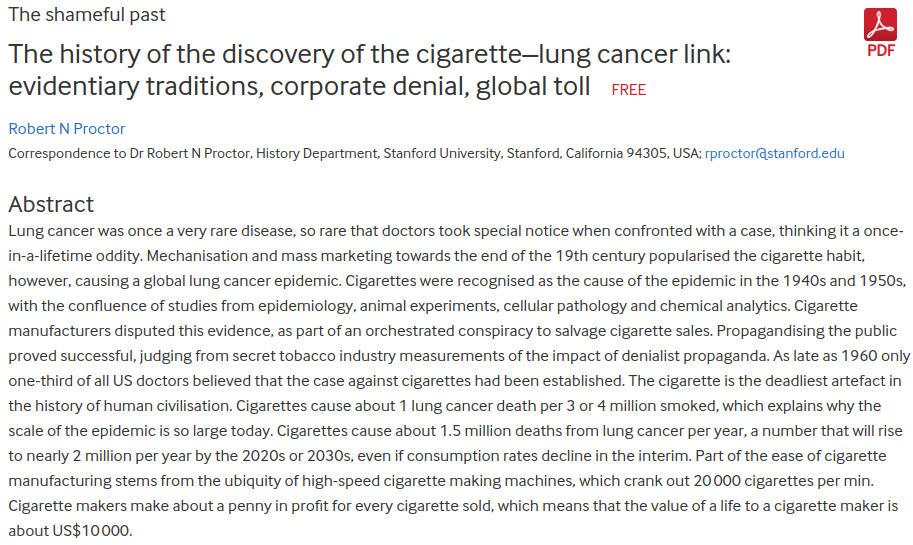 The shameful past
PDF
The history of the discovery of the cigarette–lung cancer link:
evidentiary traditions, corporate denial, global toll FREE
Robert N Proctor
Correspondence to Dr Robert N Proctor, History Department, Stanford University, Stanford, California 94305, USA; rproctor@stanford.edu
Abstract
Lung cancer was once a very rare disease, so rare that doctors took special notice when confronted with a case, thinking it a once-
in-a-lifetime oddity. Mechanisation and mass marketing towards the end of the 19th century popularised the cigarette habit,
however, causing a global lung cancer epidemic. Cigarettes were recognised as the cause of the epidemic in the 1940s and 1950s,
with the confluence of studies from epidemiology, animal experiments, cellular pathology and chemical analytics. Cigarette
manufacturers disputed this evidence, as part of an orchestrated conspiracy to salvage cigarette sales. Propagandising the public
proved successful, judging from secret tobacco industry measurements of the impact of denialist propaganda. As late as 1960 only
one-third of all US doctors believed that the case against cigarettes had been established. The cigarette is the deadliest artefact in
the history of human civilisation. Cigarettes cause about 1 lung cancer death per 3 or 4 million smoked, which explains why the
scale of the epidemic is so large today. Cigarettes cause about 1.5 million deaths from lung cancer per year, a number that will rise
to nearly 2 million per year by the 2020s or 2030s, even if consumption rates decline in the interim. Part of the ease of cigarette
manufacturing stems from the ubiquity of high-speed cigarette making machines, which crank out 20 000 cigarettes per min.
Cigarette makers make about a penny in profit for every cigarette sold, which means that the value of a life to a cigarette maker is
about US$10 000.